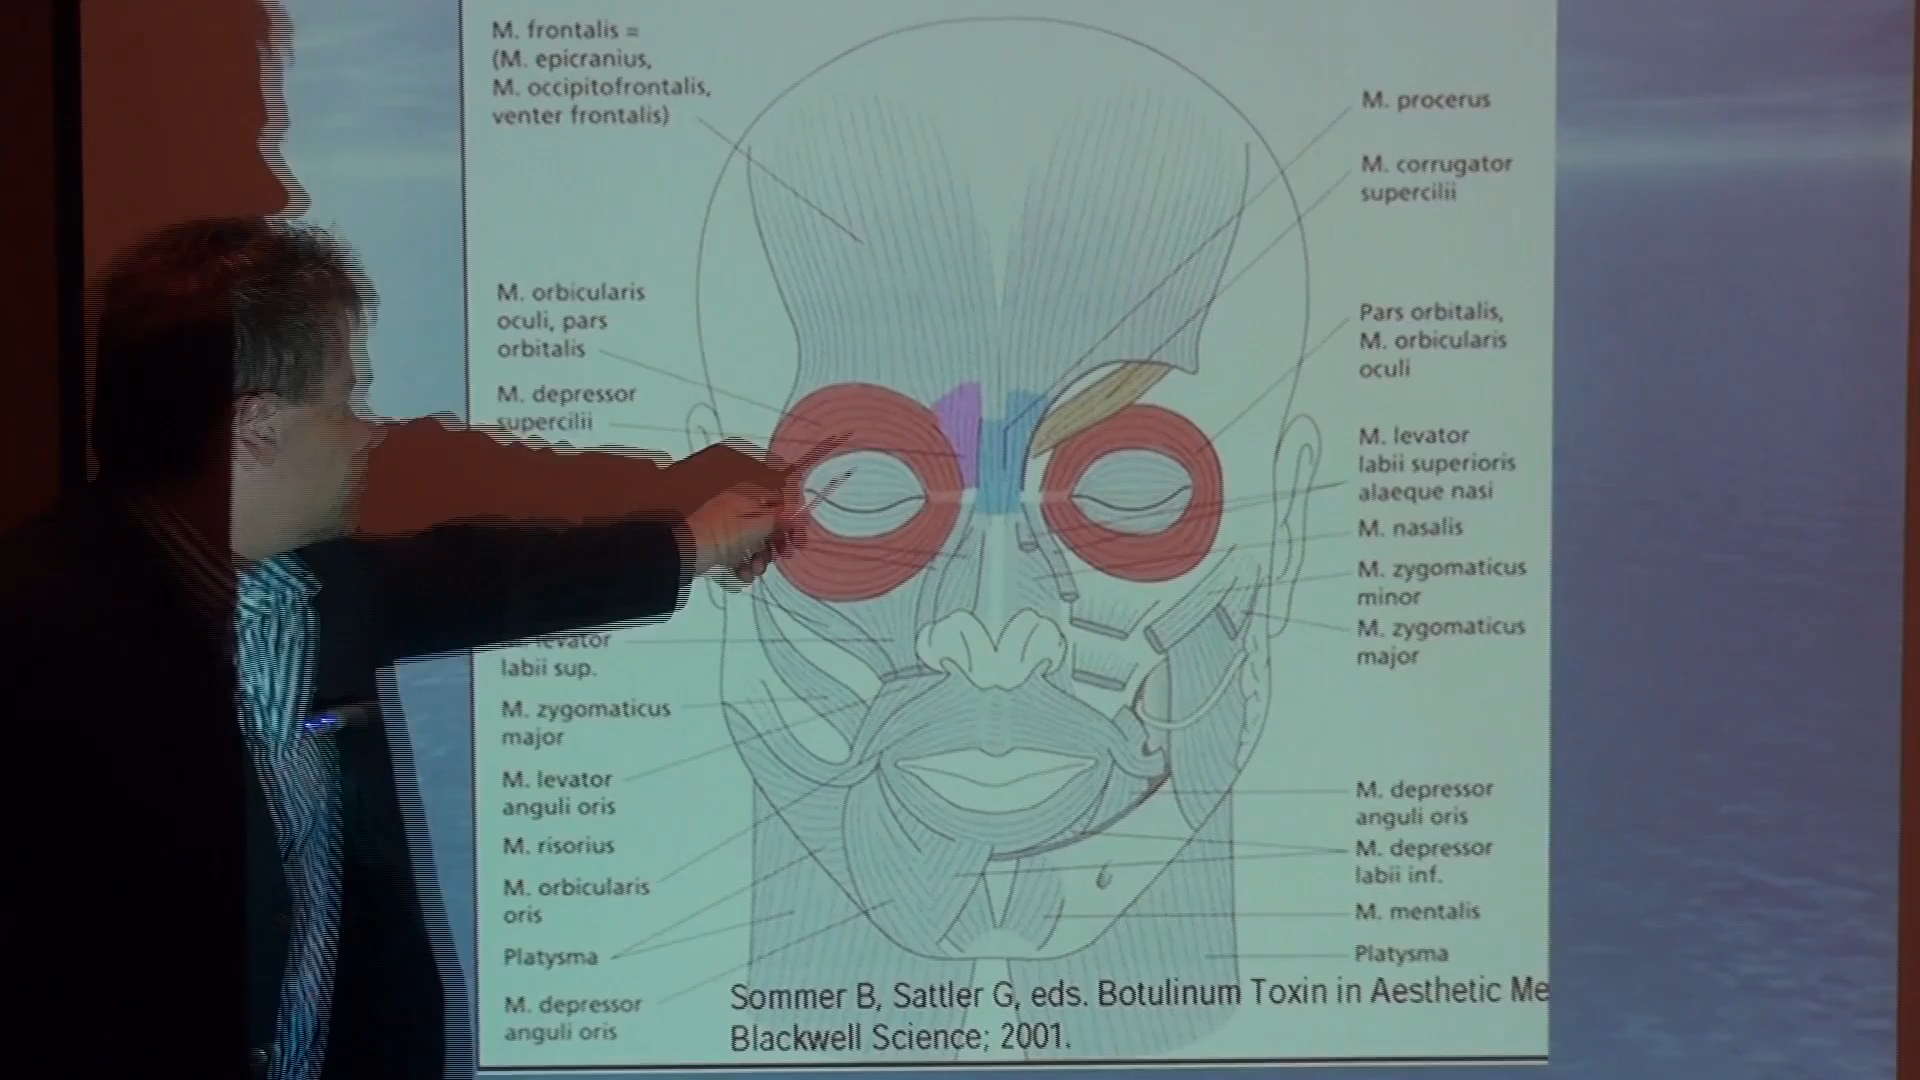 M. frontalis =
(M. epicranius,
M. occipitofrontalis,
venter frontalis)
M. orbicularis
oculi, pars
orbitalis
M. depressor
supercilii
levator
labii sup.
M. zygomaticus
major
M. levator
anguli oris
M. risorius
M. orbicularis
oris
Platysma
M. depressor
anguli oris
M. procerus
M. corrugator
supercilii
Pars orbitalis,
M. orbicularis
oculi
M. levator
labii superioris
alaeque nasi
M. nasalis
M. zygomaticus
minor
M. zygomaticus
major
M. depressor
anguli oris
M. depressor
labii inf.
M. mentalis
Platysma
Sommer B, Sattler G, eds. Botulinum Toxin in Aesthetic Me
Blackwell Science; 2001.